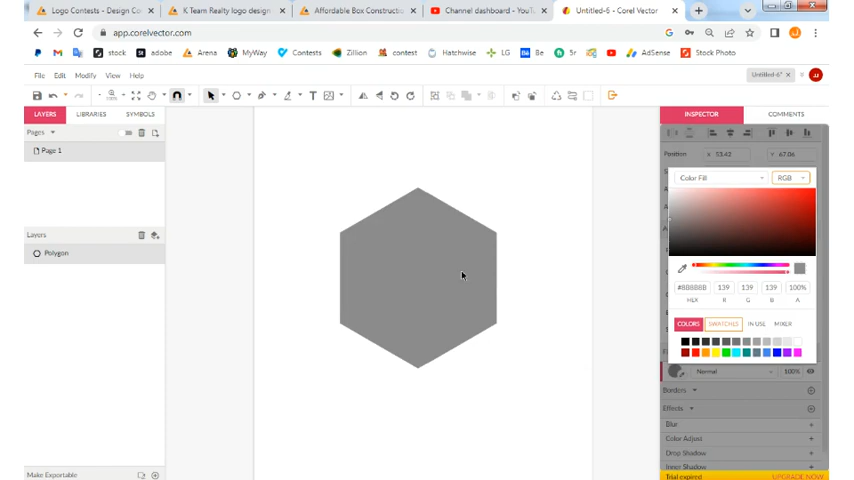 Logo Contests - Design Co
K Team Realty logo design
Affordable Box Constructio
Channel dashboard - YouTu
Untitled-6 - Corel Vector
app.corelvector.com
stock
adobe
Arena
MyWay
Contests
Zillion
contest
Hatchwise
LG
Be
5r
AdSense
Stock Photo
File Edit Modify View Help
Untitled-6*
LAYERS LIBRARIES SYMBOLS
INSPECTOR COMMENTS
Pages
Page 1
Position X 53.42 Y 67.06
Color Fill RGB
Layers
Polygon
#8B8B8B 139 139 139 100%
HEX R G B A
COLORS SWATCHES IN USE MIXER
Normal 100%
Borders
Effects
Blur
Color Adjust
Drop Shadow
Inner Shadow
Make Exportable
Trial expired UPGRADE NOW